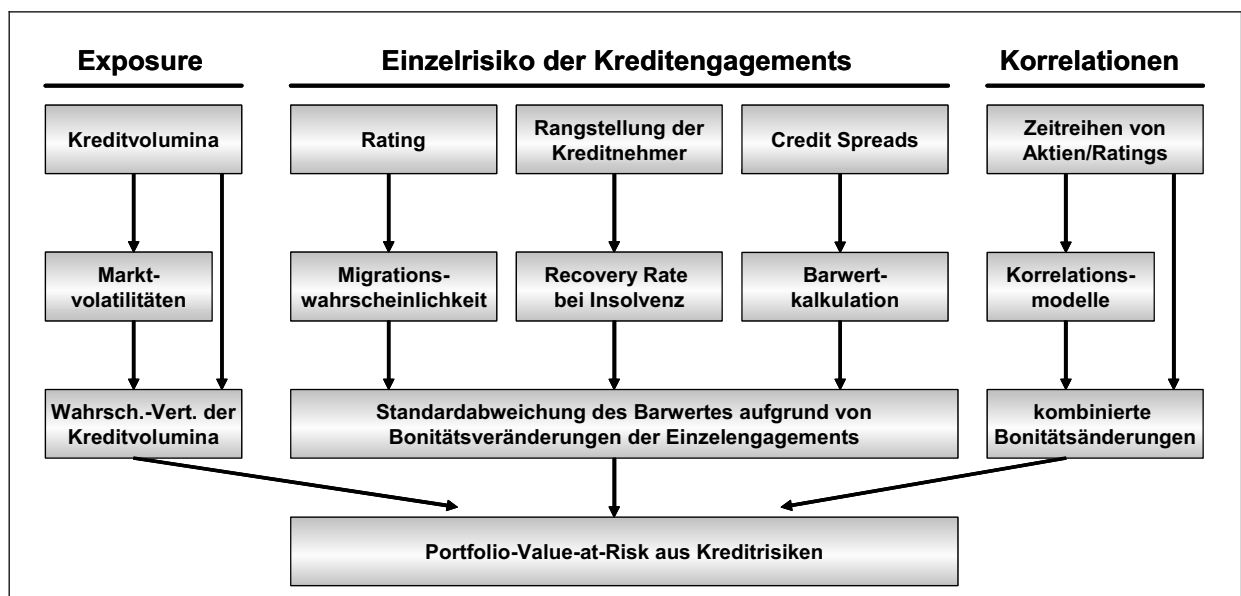 Exposure
Einzelrisiko der Kreditengagements
Korrelationen
Kreditvolumina
Rating
Rangstellung der
Kreditnehmer
Credit Spreads
Zeitreihen von
Aktien/Ratings
Markt-
volatilitäten
Migrations-
wahrscheinlichkeit
Recovery Rate
bei Insolvenz
Barwert-
kalkulation
Korrelations-
modelle
Wahrsch.-Vert. der
Kreditvolumina
Standardabweichung des Barwertes aufgrund von
Bonitätsveränderungen der Einzelengagements
kombinierte
Bonitätsänderungen
Portfolio-Value-at-Risk aus Kreditrisiken